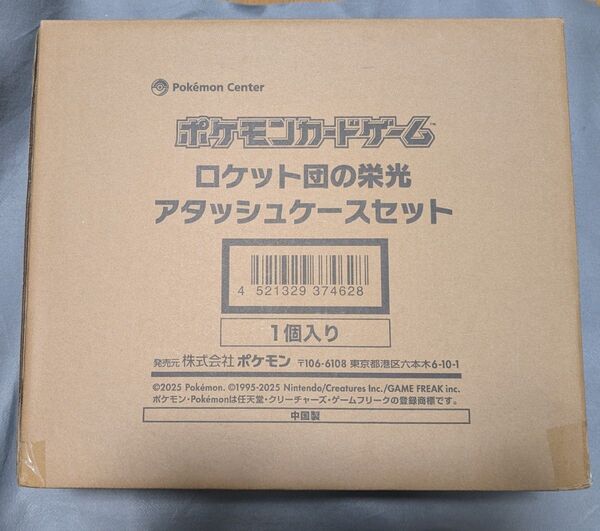 Pokémon Center
ポケモンカードゲーム™
ロケット団の栄光
アタッシュケースセット
4 521329 374628
1個入り
発売元 株式会社 ポケモン 〒106-6108 東京都港区六本木6-10-1
©2025 Pokémon. ©1995-2025 Nintendo/Creatures Inc./GAME FREAK inc.
ポケモン・Pokémonは任天堂・クリーチャーズ・ゲームフリークの登録商標です。
中国製